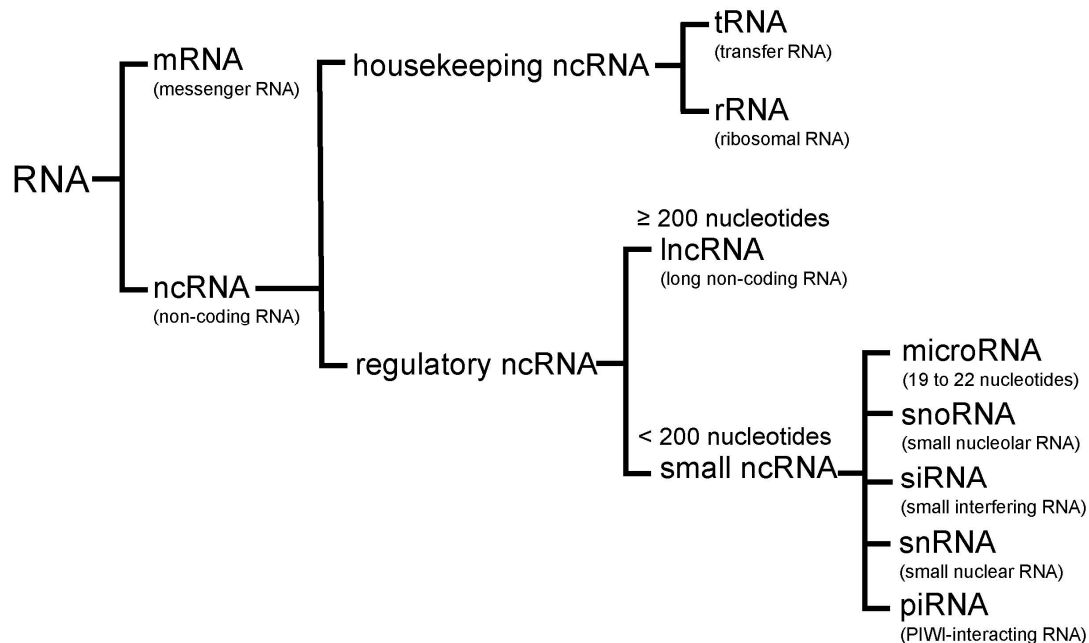 RNA
mRNA
(messenger RNA)
ncRNA
(non-coding RNA)
housekeeping ncRNA
tRNA
(transfer RNA)
rRNA
(ribosomal RNA)
regulatory ncRNA
≥ 200 nucleotides
lncRNA
(long non-coding RNA)
< 200 nucleotides
small ncRNA
microRNA
(19 to 22 nucleotides)
snoRNA
(small nucleolar RNA)
siRNA
(small interfering RNA)
snRNA
(small nuclear RNA)
piRNA
(PIWI-interacting RNA)